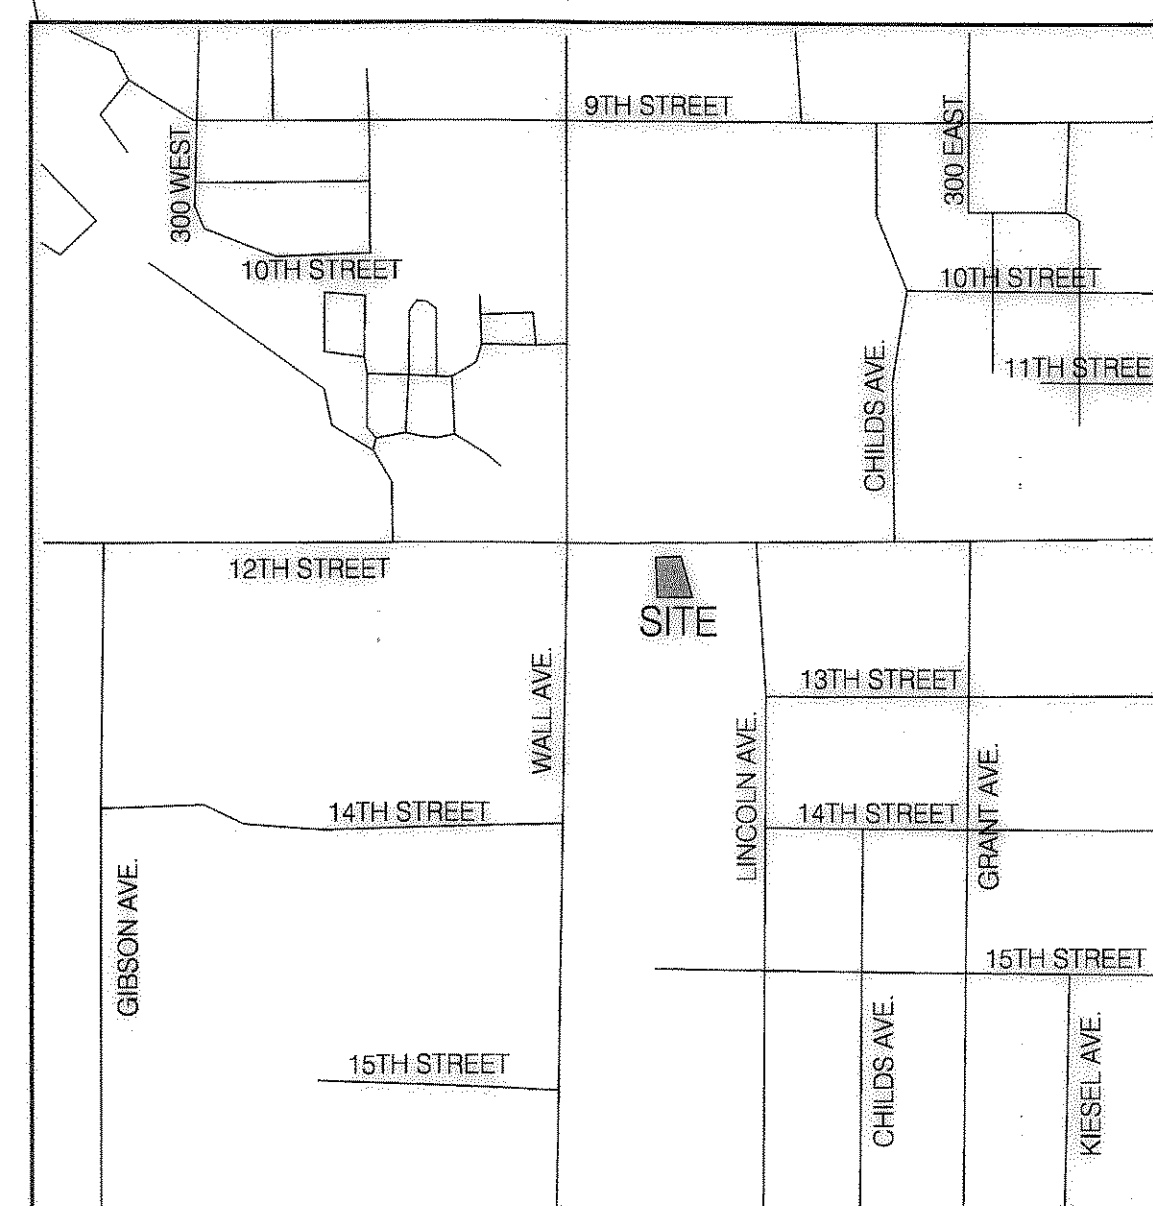 9TH STREET
300 WEST
300 EAST
10TH STREET
10TH STREET
11TH STREE
CHILDS AVE.
12TH STREET
SITE
WALL AVE.
13TH STREET
LINCOLN AVE.
GRANT AVE.
14TH STREET
14TH STREET
GIBSON AVE.
15TH STREET
15TH STREET
CHILDS AVE.
KIESEL AVE.